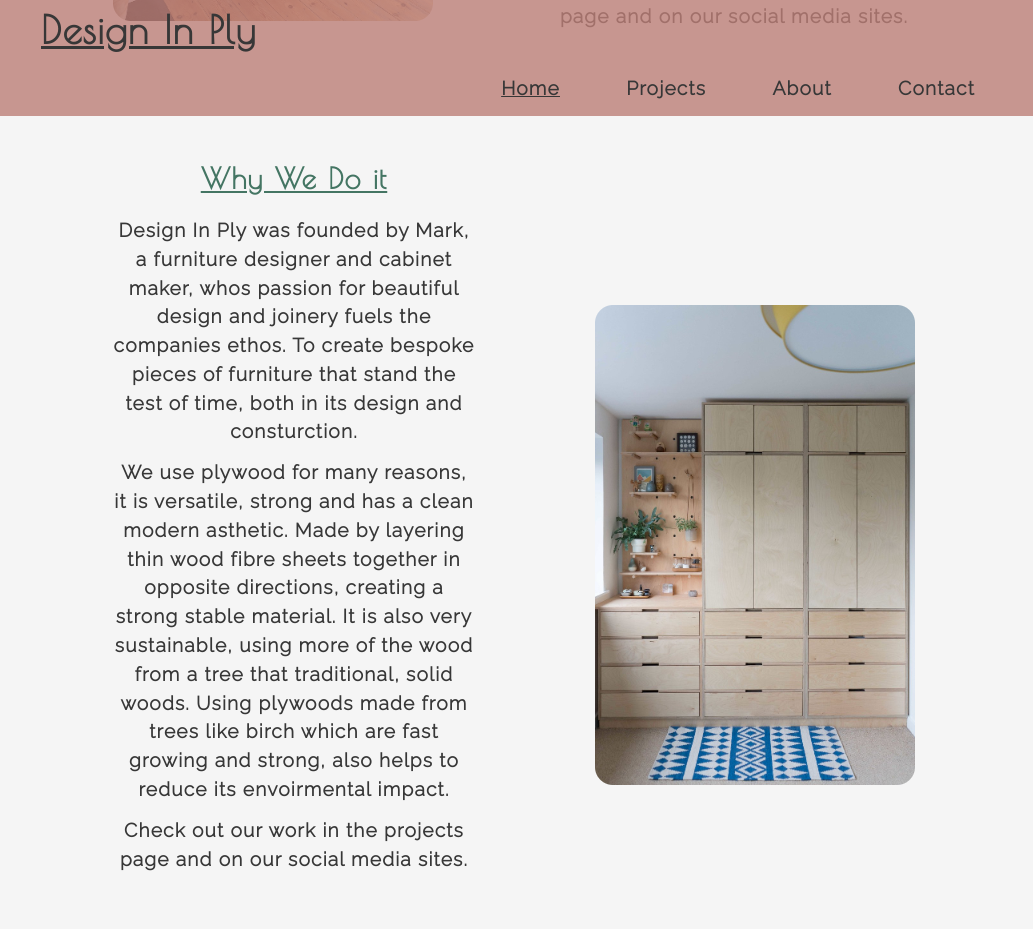 page and on our social media sites.
Design In Ply
Home Projects About Contact
Why We Do it
Design In Ply was founded by Mark,
a furniture designer and cabinet
maker, whos passion for beautiful
design and joinery fuels the
companies ethos. To create bespoke
pieces of furniture that stand the
test of time, both in its design and
consturction.
We use plywood for many reasons,
it is versatile, strong and has a clean
modern asthetic. Made by layering
thin wood fibre sheets together in
opposite directions, creating a
strong stable material. It is also very
sustainable, using more of the wood
from a tree that traditional, solid
woods. Using plywoods made from
trees like birch which are fast
growing and strong, also helps to
reduce its envoirmental impact.
Check out our work in the projects
page and on our social media sites.